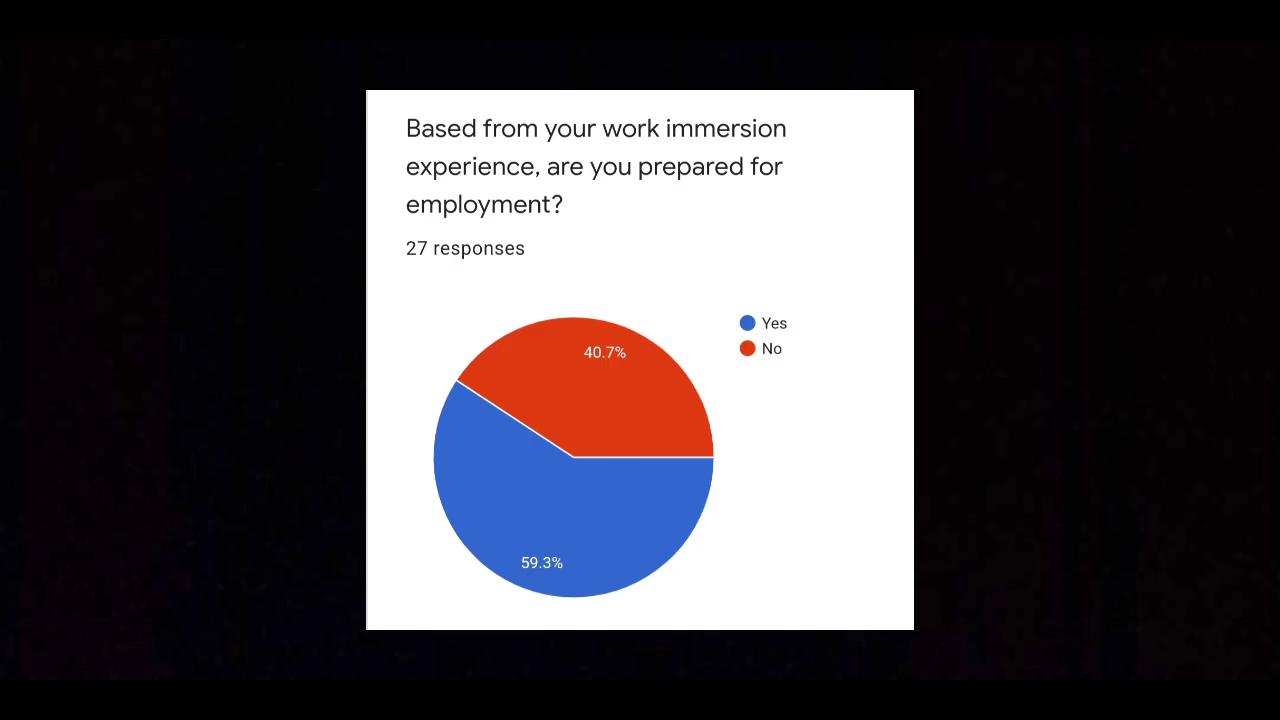 Based from your work immersion
experience, are you prepared for
employment?
27 responses
Yes
No
40.7%
59.3%